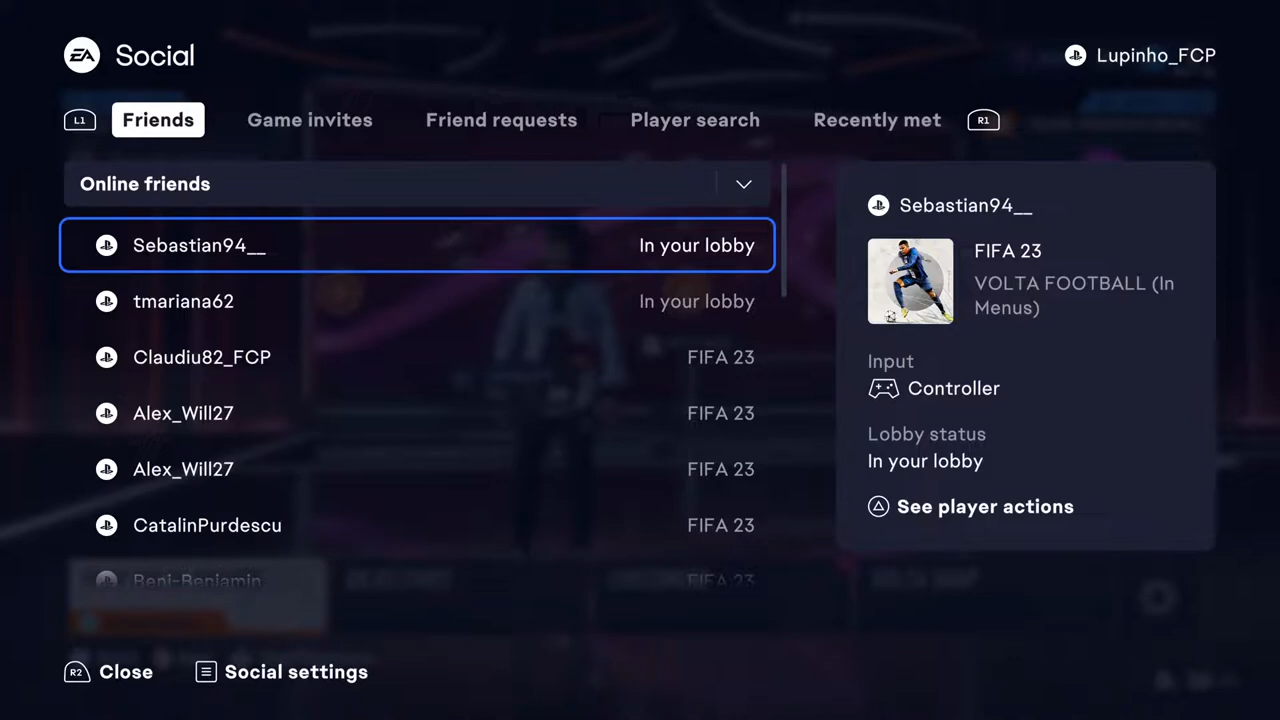 EA Social
Lupinho_FCP
L1 Friends Game invites Friend requests Player search Recently met R1
Online friends
Sebastian94__ In your lobby
tmariana62 In your lobby
Claudiu82_FCP FIFA 23
Alex_Will27 FIFA 23
Alex_Will27 FIFA 23
CatalinPurdescu FIFA 23
Beni-Benjamin. FIFA 23
Sebastian94__
FIFA 23
VOLTA FOOTBALL (In
Menus)
Input
Controller
Lobby status
In your lobby
See player actions
R2 Close Social settings